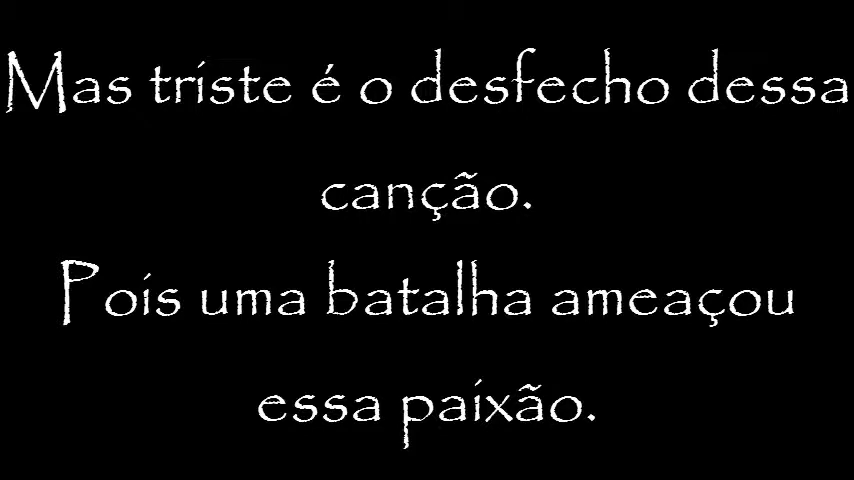 Mas triste é o desfecho dessa
canção.
Pois uma batalha ameaçou
essa paixão.